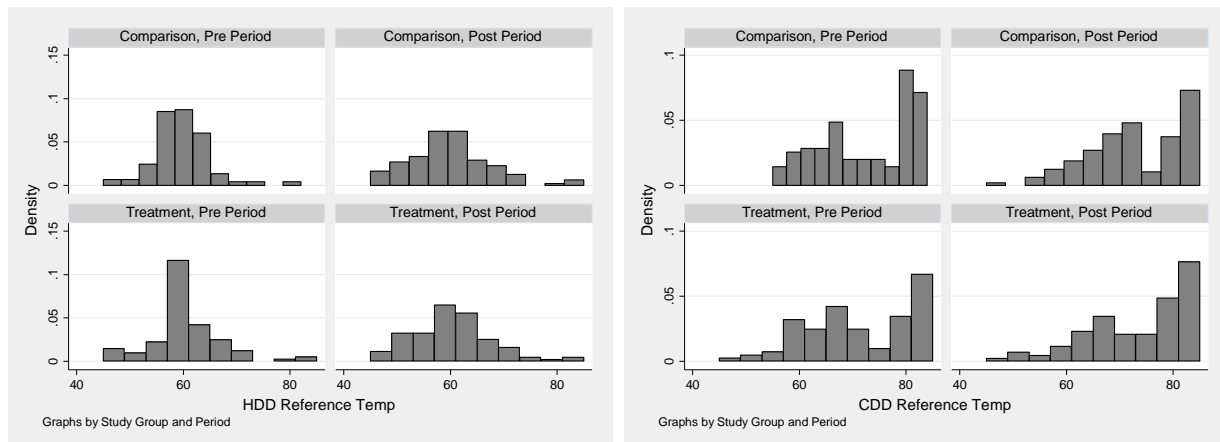 Comparison, Pre Period
Comparison, Post Period
Treatment, Pre Period
Treatment, Post Period
0 .05 .1 .15
0 .05 .1 .15
Density
40 60 80
40 60 80
HDD Reference Temp
Graphs by Study Group and Period
Comparison, Pre Period
Comparison, Post Period
Treatment, Pre Period
Treatment, Post Period
0 .05 .1
0 .05 .1
Density
40 60 80
40 60 80
CDD Reference Temp
Graphs by Study Group and Period